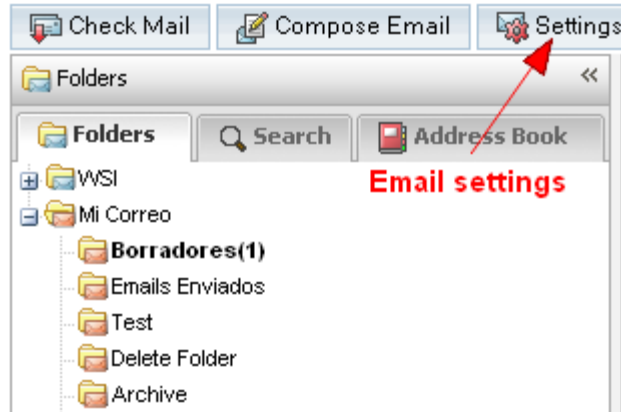 Check Mail Compose Email Settings
Folders
Folders Search Address Book
Email settings
WSI
Mi Correo
Borradores(1)
Emails Enviados
Test
Delete Folder
Archive